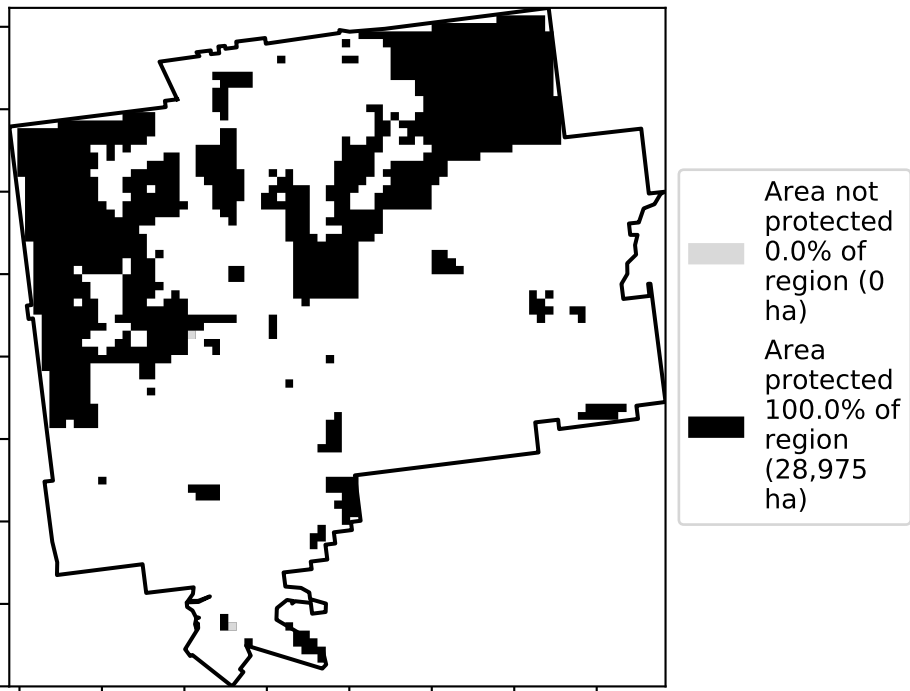 Area not
protected
0.0% of
region (0
ha)
Area
protected
100.0% of
region
(28,975
ha)